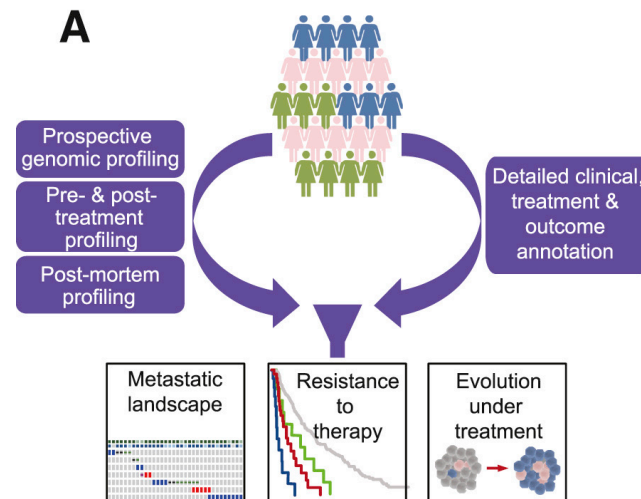 A
Prospective
genomic profiling
Pre- & post-
treatment
profiling
Post-mortem
profiling
Detailed clinical,
treatment &
outcome
annotation
Metastatic
landscape
Resistance
to
therapy
Evolution
under
treatment